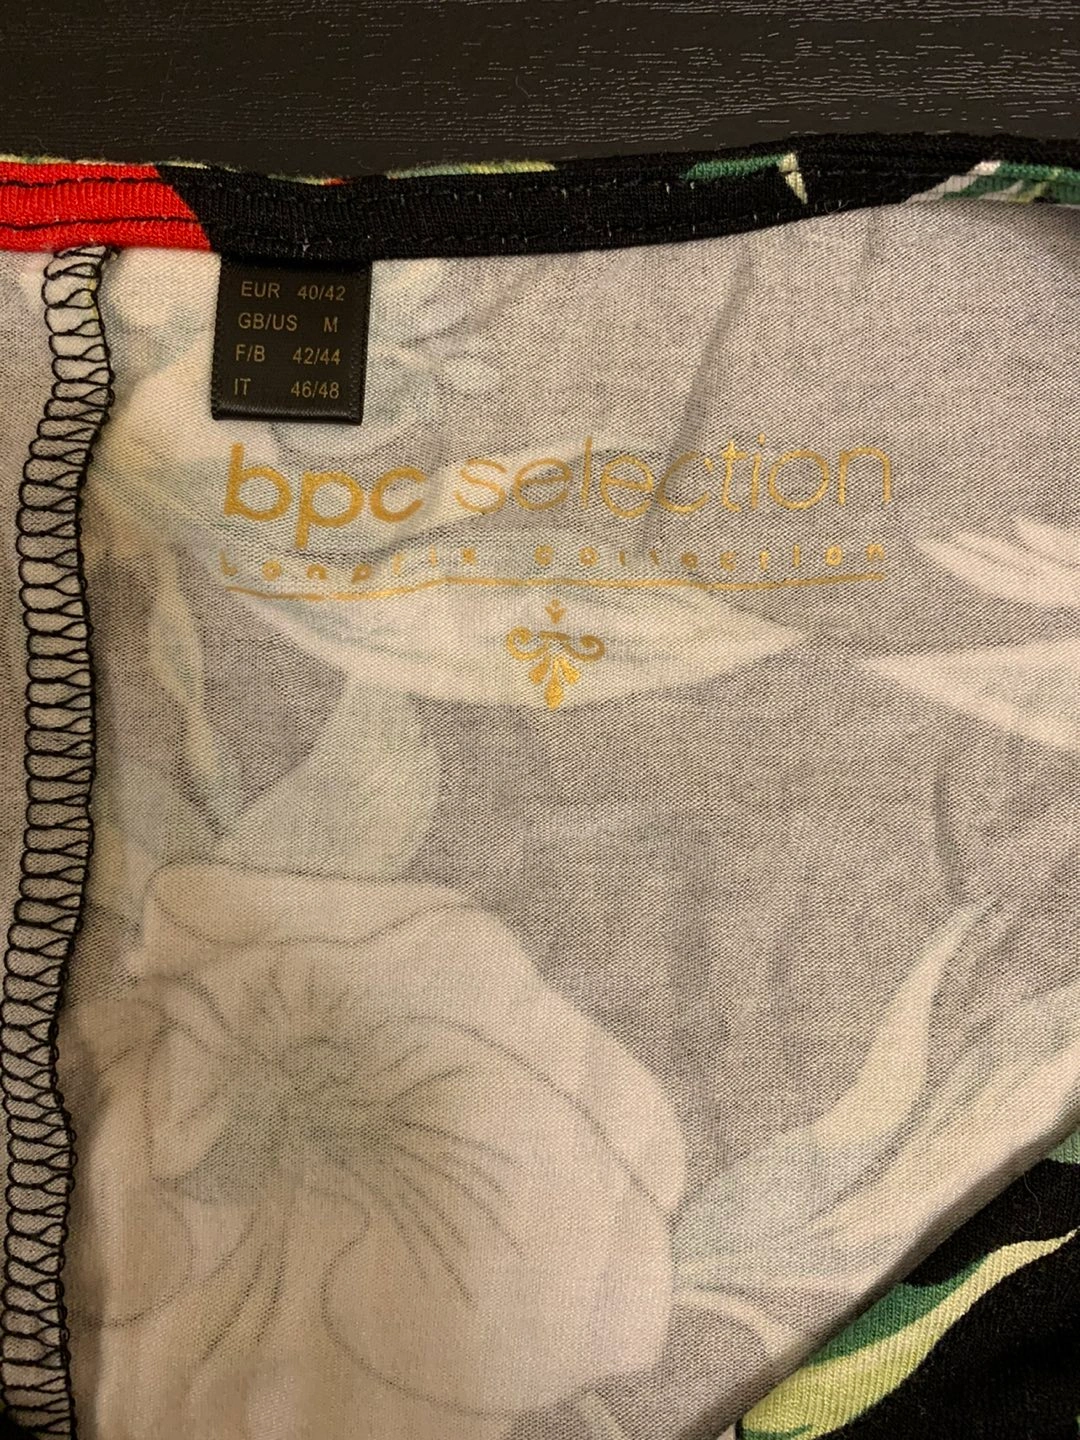 EUR 40/42
GB/US M
F/B 42/44
IT 46/48
bpc selection
bonprix collection